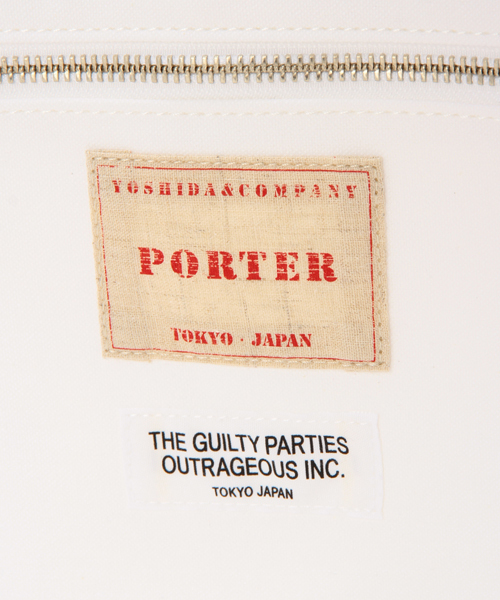 YOSHIDA&COMPANY
PORTER
TOKYO · JAPAN
THE GUILTY PARTIES
OUTRAGEOUS INC.
TOKYO JAPAN